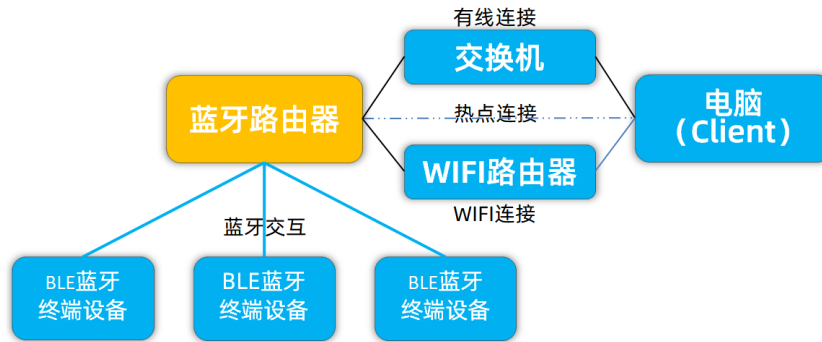 有线连接
交换机
蓝牙路由器
热点连接
电脑
（Client）
WIFI路由器
WIFI连接
蓝牙交互
BLE蓝牙
终端设备
BLE蓝牙
终端设备
BLE蓝牙
终端设备